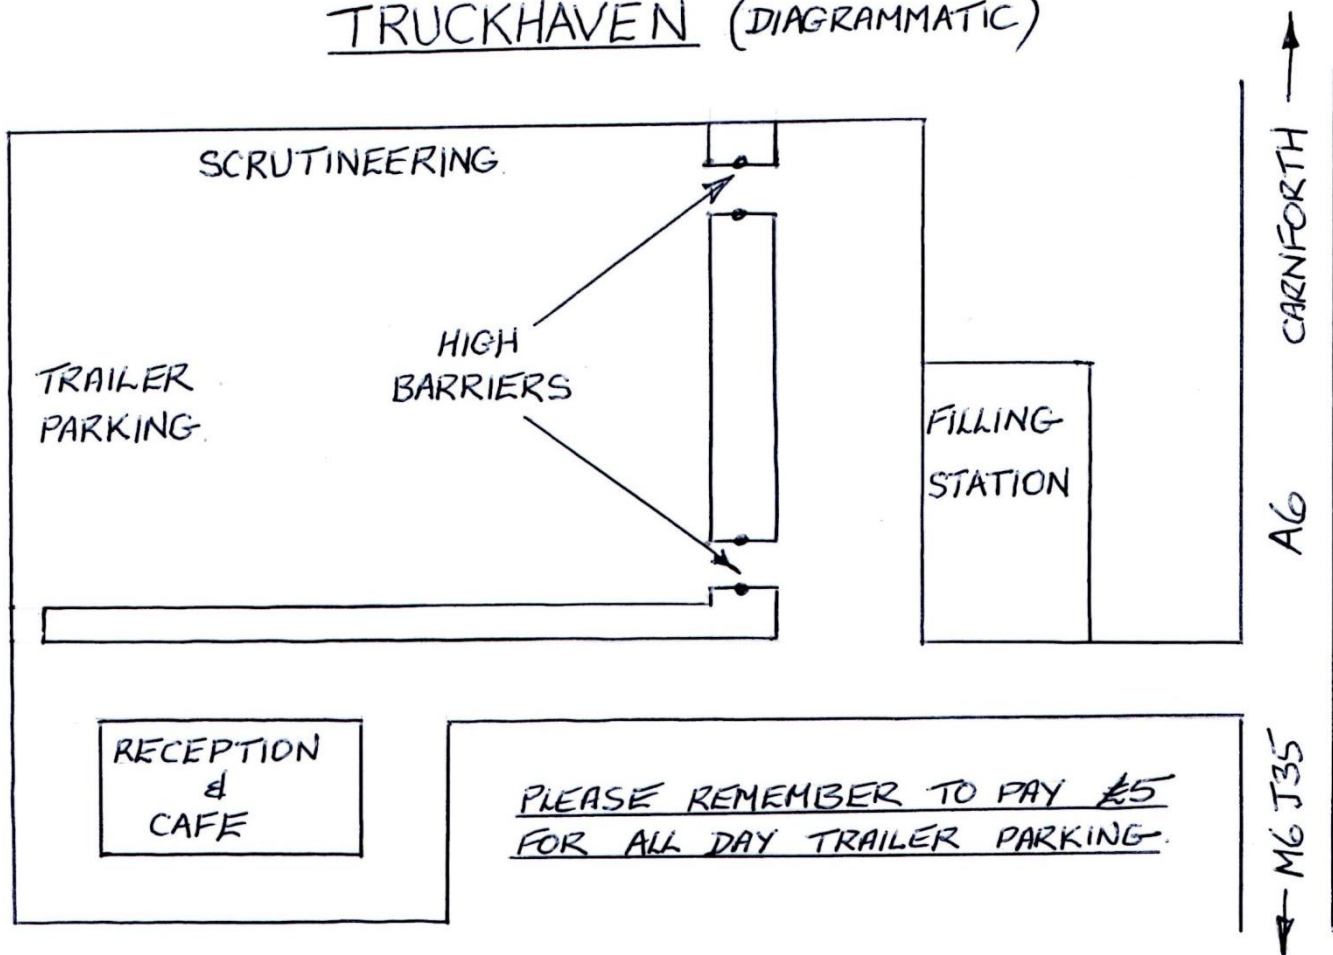 TRUCKHAVEN (DIAGRAMMATIC)
SCRUTINEERING.
HIGH
BARRIERS
TRAILER
PARKING.
FILLING
STATION
CARNFORTH
A6
M6 J35
RECEPTION
&
CAFE
PLEASE REMEMBER TO PAY £5
FOR ALL DAY TRAILER PARKING.